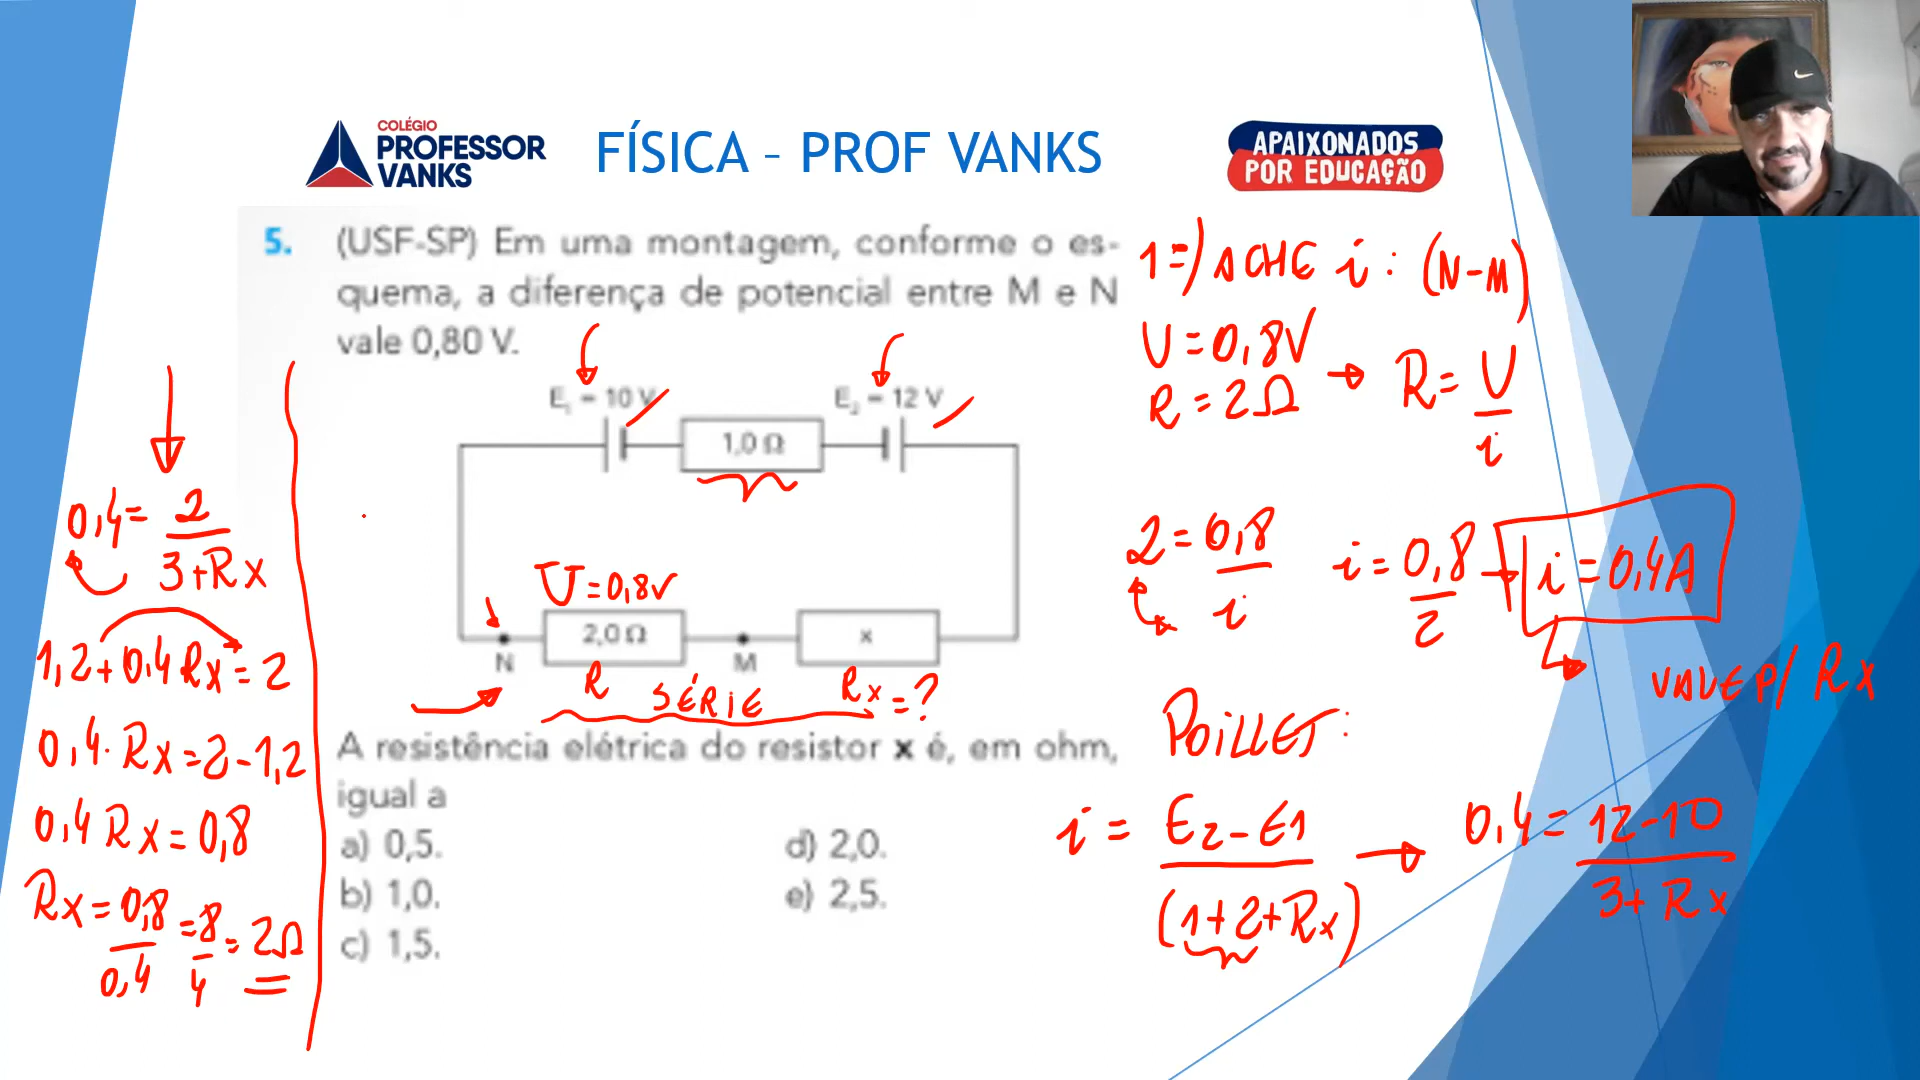 COLÉGIO
PROFESSOR
VANKS
FÍSICA – PROF VANKS
APAIXONADOS
POR EDUCAÇÃO
5. (USF-SP) Em uma montagem, conforme o es-
quema, a diferença de potencial entre M e N
vale 0,80 V.
E₁ = 10 V
E₂ = 12 V
1,0 Ω
U=0,8V
2,0 Ω
x
N
M
R
SÉRIE
Rx=?
A resistência elétrica do resistor x é, em ohm,
igual a
a) 0,5.
b) 1,0.
c) 1,5.
d) 2,0.
e) 2,5.
1=) ACHE i: (N-M)
U=0,8V
R=2Ω → R=U/i
2=0,8/i
i=0,8/2 → i=0,4A
VALE P/ Rx
POILLET:
i = E2-E1/(1+2+Rx) → 0,4=12-10/3+Rx
0,4=2/3+Rx
1,2+0,4Rx=2
0,4.Rx=2-1,2
0,4Rx=0,8
Rx=0,8/0,4=8/4=2Ω